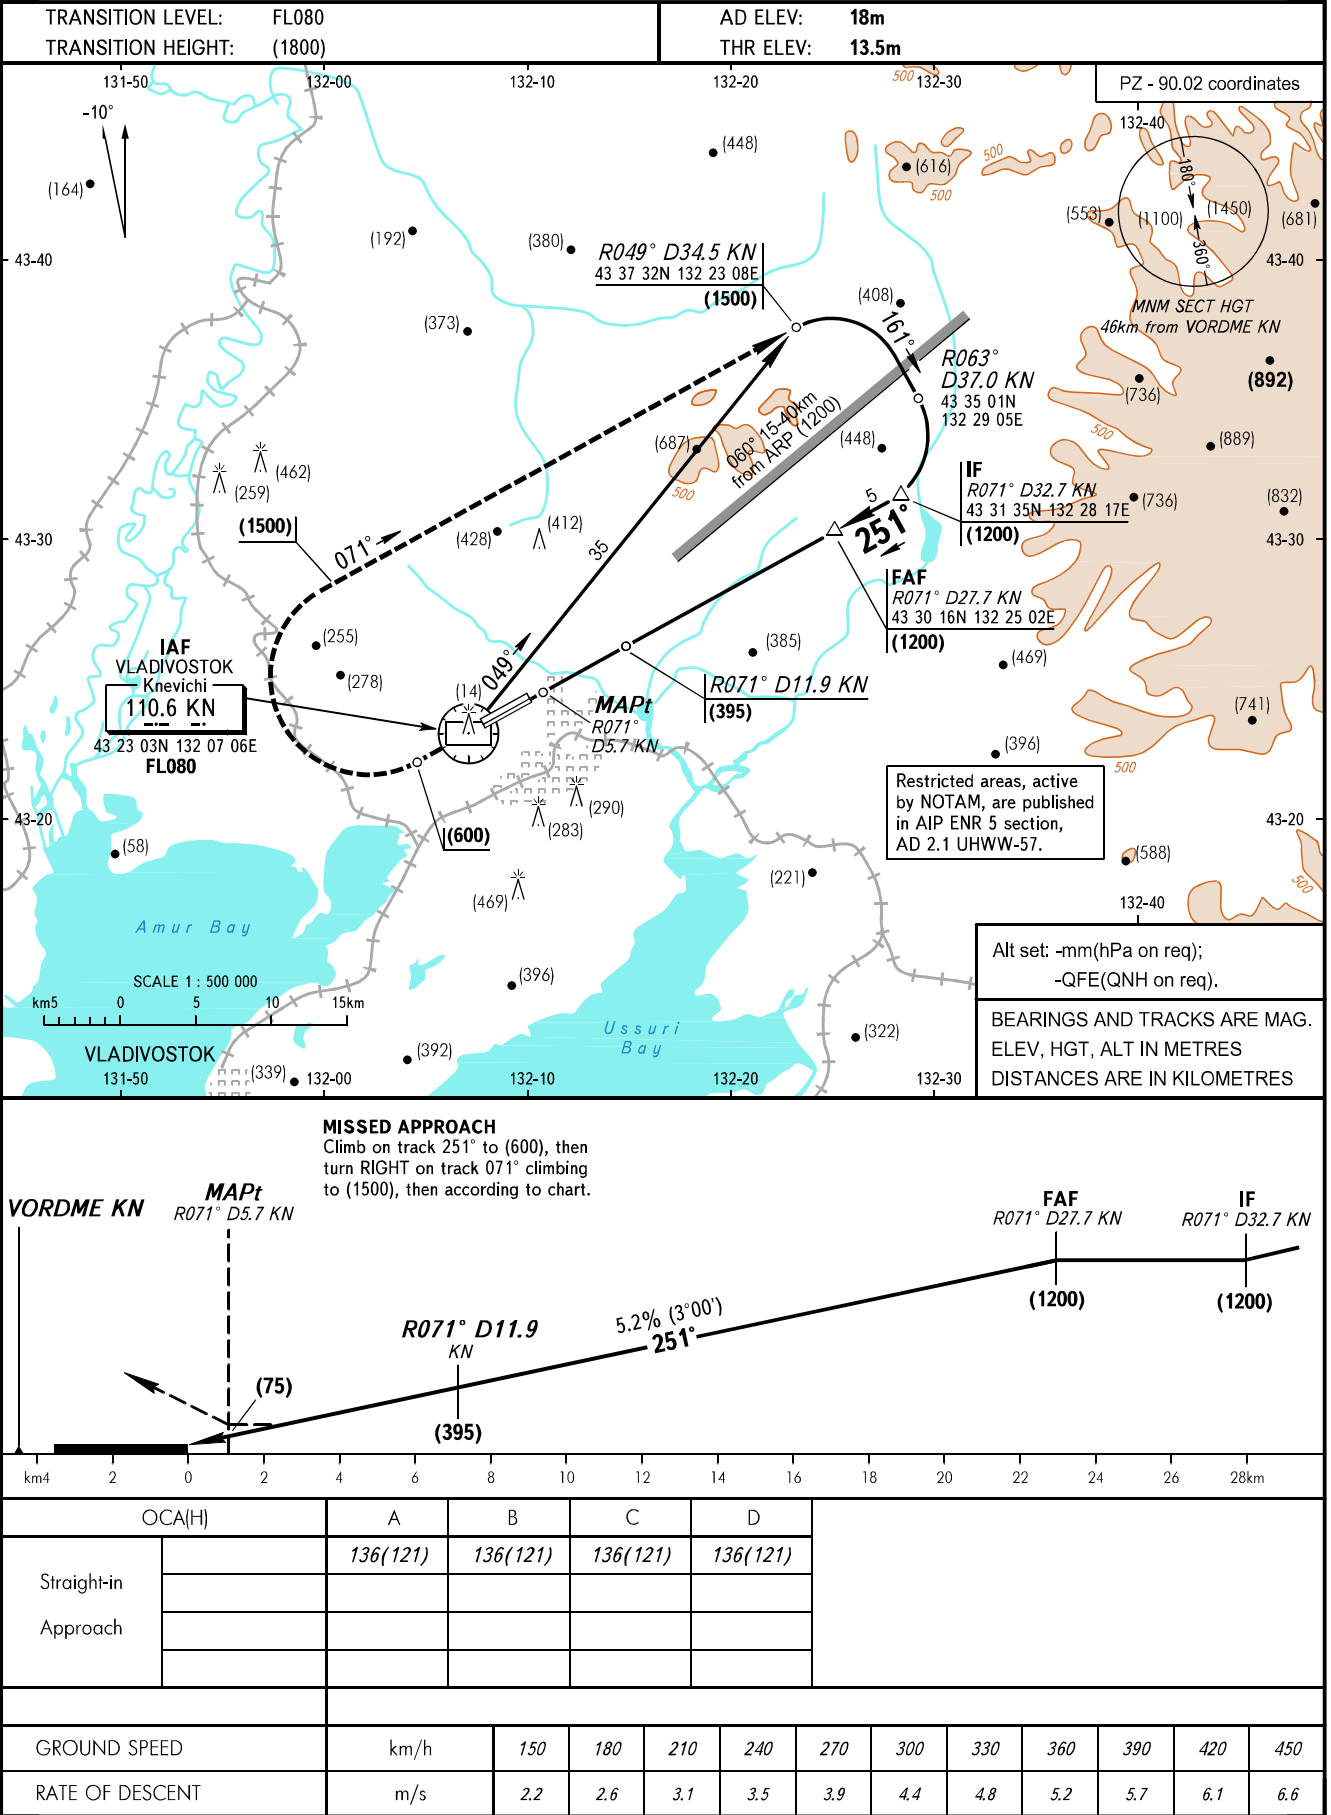 TRANSITION LEVEL: FL080
TRANSITION HEIGHT: (1800)
AD ELEV: 18m
THR ELEV: 13.5m
131-50
132-00
132-10
132-20
132-30
500
PZ - 90.02 coordinates
132-40
-10°
(164)
(448)
(616)
500
500
180°
360°
(1100)
(1450)
(553)
(681)
(192)
(380)
R049° D34.5 KN
43 37 32N 132 23 08E
(1500)
43-40
43-40
MNM SECT HGT
46km from VORDME KN
(408)
(373)
161°
R063°
D37.0 KN
43 35 01N
132 29 05E
(736)
(892)
500
(889)
(687)
500
060° 15-40km
from ARP (1200)
(448)
(462)
(259)
IF
R071° D32.7 KN
43 31 35N 132 28 17E
(1200)
(736)
(832)
(1500)
071°
(428)
(412)
35
5
251°
43-30
43-30
FAF
R071° D27.7 KN
43 30 16N 132 25 02E
(1200)
(255)
(278)
(385)
(469)
IAF
VLADIVOSTOK
Knevichi
110.6 KN
43 23 03N 132 07 06E
FL080
(14)
049°
MAPt
R071°
D5.7 KN
R071° D11.9 KN
(395)
(741)
(396)
500
(600)
(290)
(283)
Restricted areas, active
by NOTAM, are published
in AIP ENR 5 section,
AD 2.1 UHWW-57.
43-20
43-20
(58)
(588)
(469)
(221)
500
132-40
Amur Bay
(396)
SCALE 1 : 500 000
km5 0 5 10 15km
Ussuri
Bay
(322)
VLADIVOSTOK
(392)
(339)
131-50
132-00
132-10
132-20
132-30
Alt set: -mm(hPa on req);
-QFE(QNH on req).
BEARINGS AND TRACKS ARE MAG.
ELEV, HGT, ALT IN METRES
DISTANCES ARE IN KILOMETRES
MISSED APPROACH
Climb on track 251° to (600), then
turn RIGHT on track 071° climbing
to (1500), then according to chart.
VORDME KN
MAPt
R071° D5.7 KN
FAF
R071° D27.7 KN
IF
R071° D32.7 KN
(1200)
(1200)
5.2% (3°00')
251°
R071° D11.9
KN
(395)
(75)
km4 2 0 2 4 6 8 10 12 14 16 18 20 22 24 26 28km
OCA(H) A B C D
Straight-in
Approach
136(121) 136(121) 136(121) 136(121)
GROUND SPEED km/h 150 180 210 240 270 300 330 360 390 420 450
RATE OF DESCENT m/s 2.2 2.6 3.1 3.5 3.9 4.4 4.8 5.2 5.7 6.1 6.6